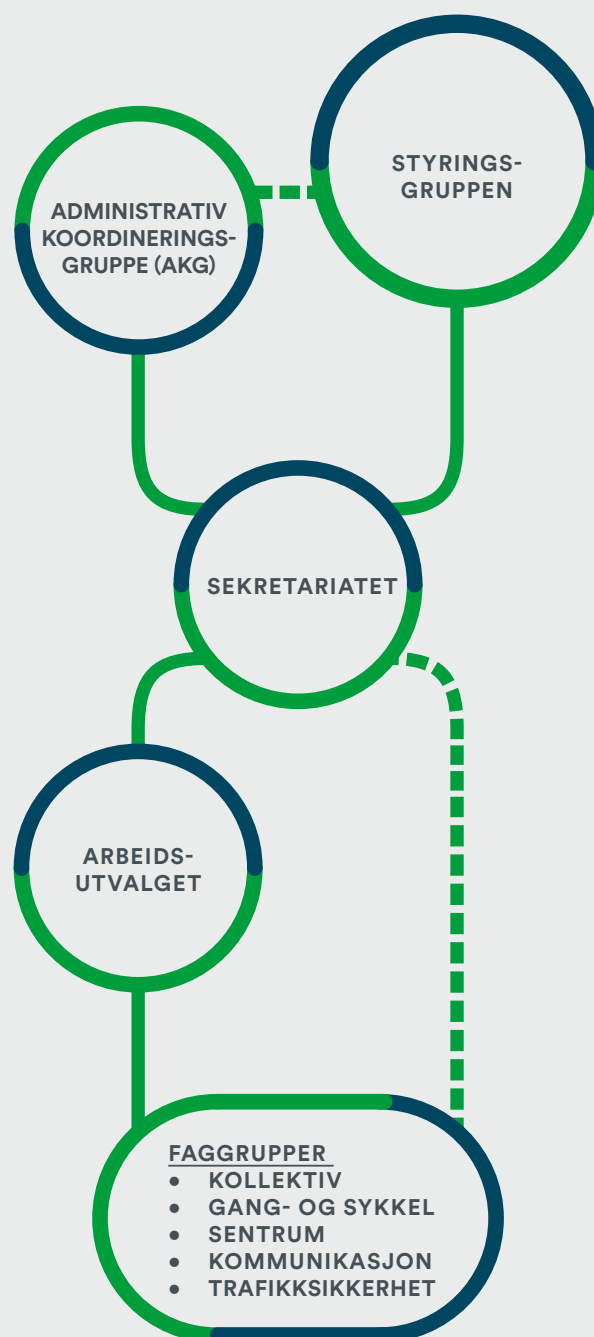 STYRINGS-
GRUPPEN
ADMINISTRATIV
KOORDINERINGS-
GRUPPE (AKG)
SEKRETARIATET
ARBEIDS-
UTVALGET
FAGGRUPPER
• KOLLEKTIV
• GANG- OG SYKKEL
• SENTRUM
• KOMMUNIKASJON
• TRAFIKKSIKKERHET